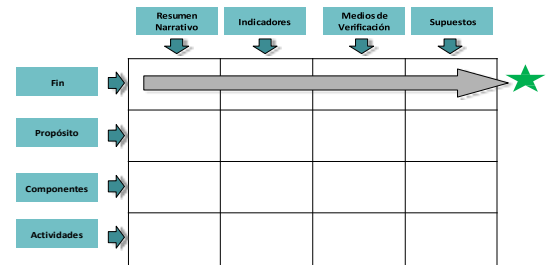 Resumen
Narrativo
Indicadores
Medios de
Verificación
Supuestos
Fin
Propósito
Componentes
Actividades